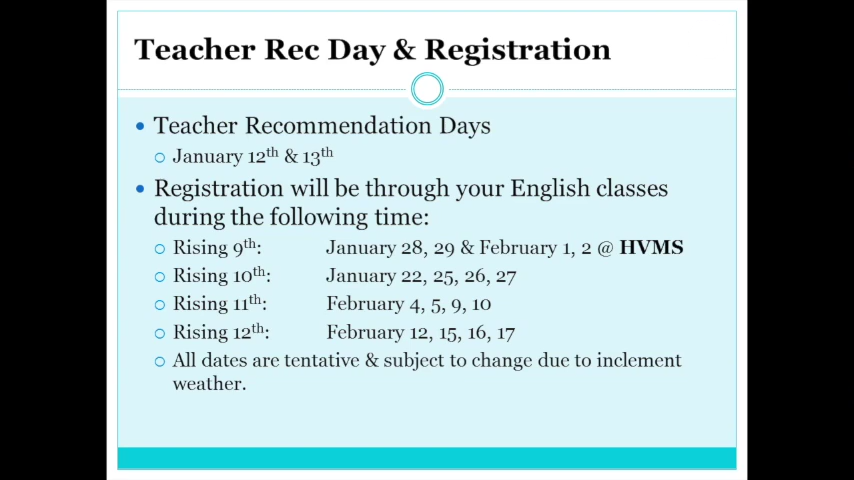 Teacher Rec Day & Registration
• Teacher Recommendation Days
○ January 12th & 13th
• Registration will be through your English classes
during the following time:
○ Rising 9th: January 28, 29 & February 1, 2 @ HVMS
○ Rising 10th: January 22, 25, 26, 27
○ Rising 11th: February 4, 5, 9, 10
○ Rising 12th: February 12, 15, 16, 17
○ All dates are tentative & subject to change due to inclement
weather.